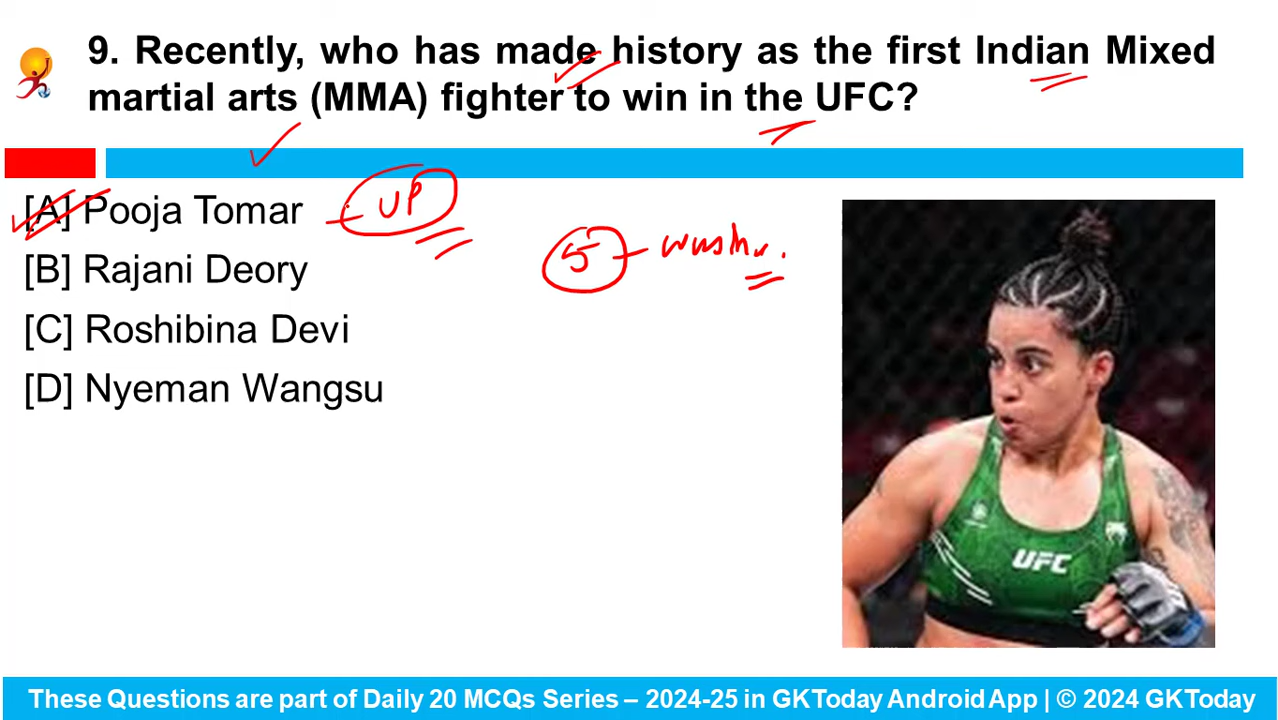 9. Recently, who has made history as the first Indian Mixed
martial arts (MMA) fighter to win in the UFC?
[A] Pooja Tomar
UP
[B] Rajani Deory
5 – wushu.
[C] Roshibina Devi
[D] Nyeman Wangsu
UFC
These Questions are part of Daily 20 MCQs Series – 2024-25 in GKToday Android App | © 2024 GKToday